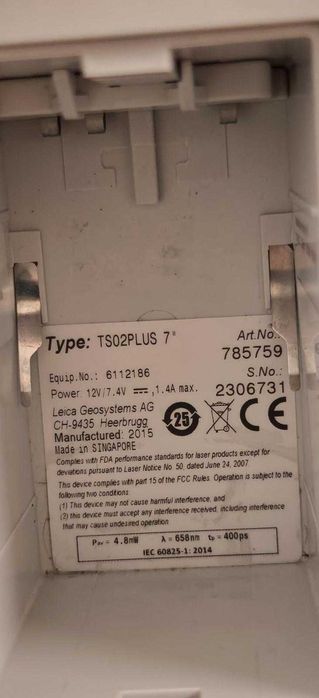 Type: TS02PLUS 7"
Art.No.:
785759
Equip.No.: 6112186
S.No.:
Power: 12V/7.4V ⎓, 1.4A max.
2306731
Leica Geosystems AG
CH-9435 Heerbrugg
Manufactured: 2015
Made in SINGAPORE
25
CE
Complies with FDA performance standards for laser products except for
deviations pursuant to Laser Notice No. 50, dated June 24, 2007.
This device complies with part 15 of the FCC Rules. Operation is subject to the
following two conditions:
(1) This device may not cause harmful interference, and
(2) this device must accept any interference received, including interference
that may cause undesired operation.
Pav = 4.8mW λ = 658nm tp = 400ps
IEC 60825-1: 2014